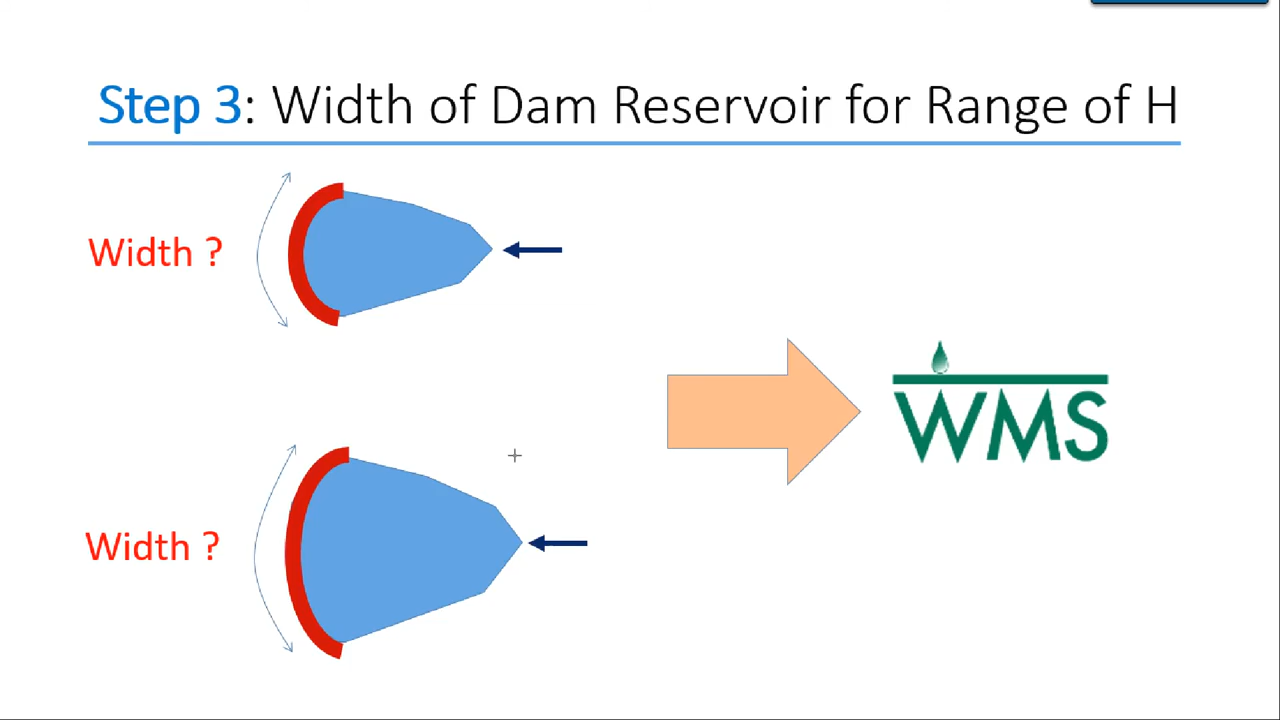 Step 3: Width of Dam Reservoir for Range of H
Width ?
WMS
Width ?